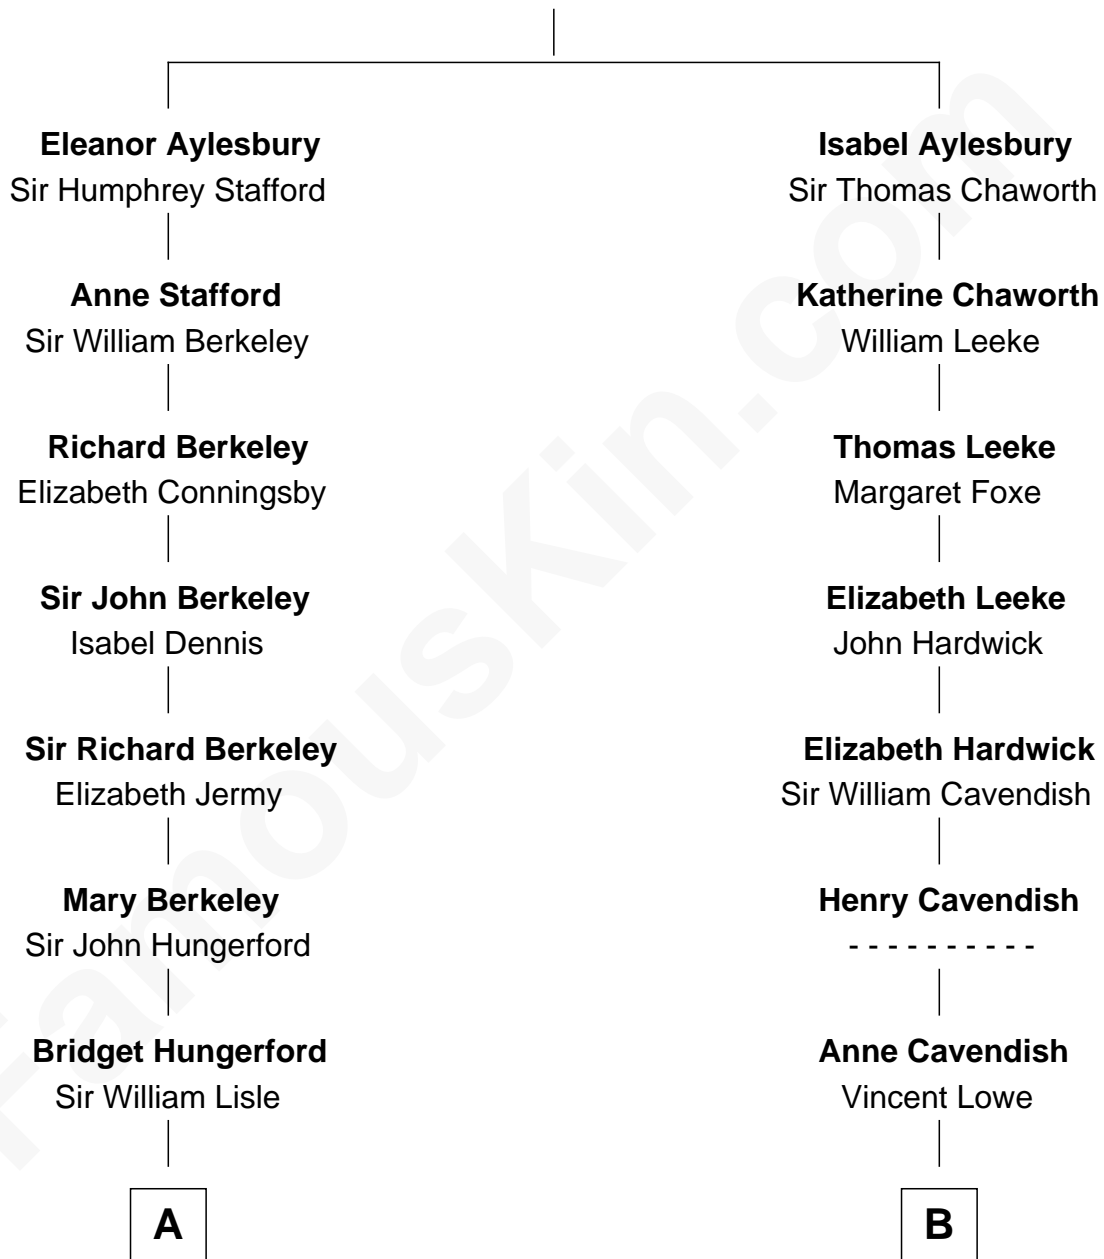 Eleanor Aylesbury
Sir Humphrey Stafford
Anne Stafford
Sir William Berkeley
Richard Berkeley
Elizabeth Conningsby
Sir John Berkeley
Isabel Dennis
Sir Richard Berkeley
Elizabeth Jermy
Mary Berkeley
Sir John Hungerford
Bridget Hungerford
Sir William Lisle
A
Isabel Aylesbury
Sir Thomas Chaworth
Katherine Chaworth
William Leeke
Thomas Leeke
Margaret Foxe
Elizabeth Leeke
John Hardwick
Elizabeth Hardwick
Sir William Cavendish
Henry Cavendish
- - - - - - - - - -
Anne Cavendish
Vincent Lowe
B
FamousKin.com